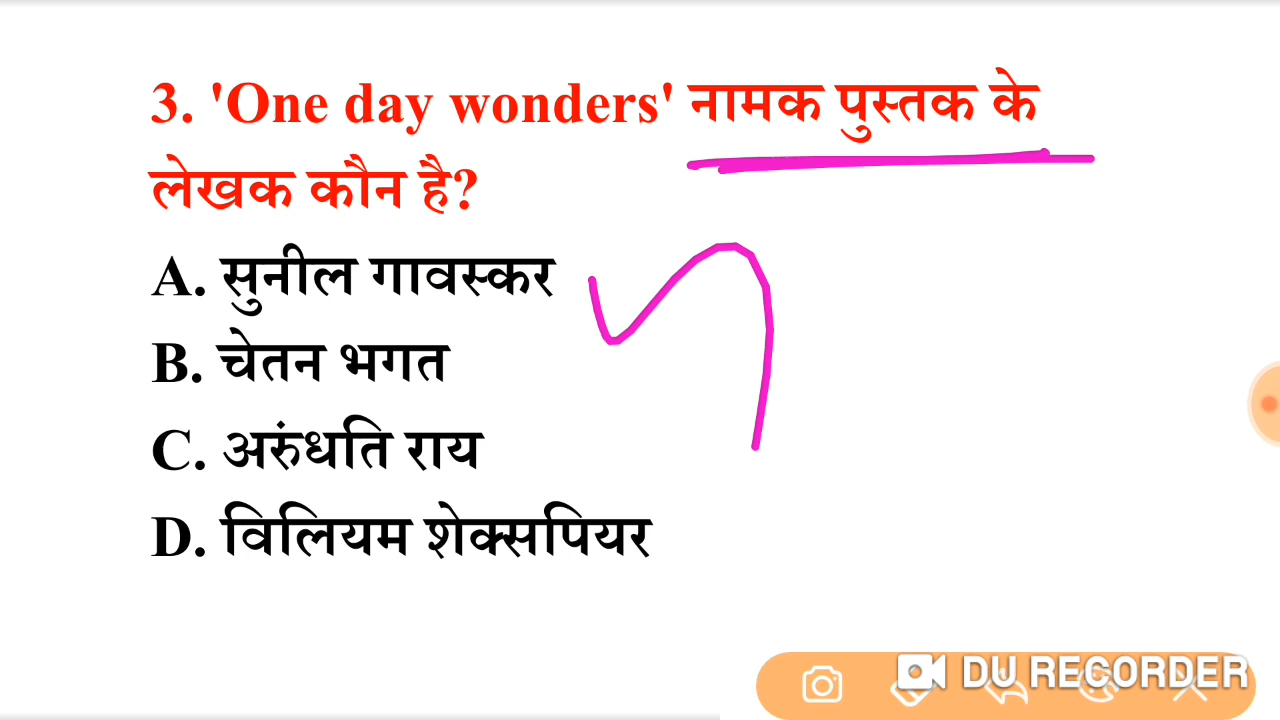 3. 'One day wonders' नामक पुस्तक के
लेखक कौन है?
A. सुनील गावस्कर
B. चेतन भगत
C. अरुंधति राय
D. विलियम शेक्सपियर
DU RECORDER